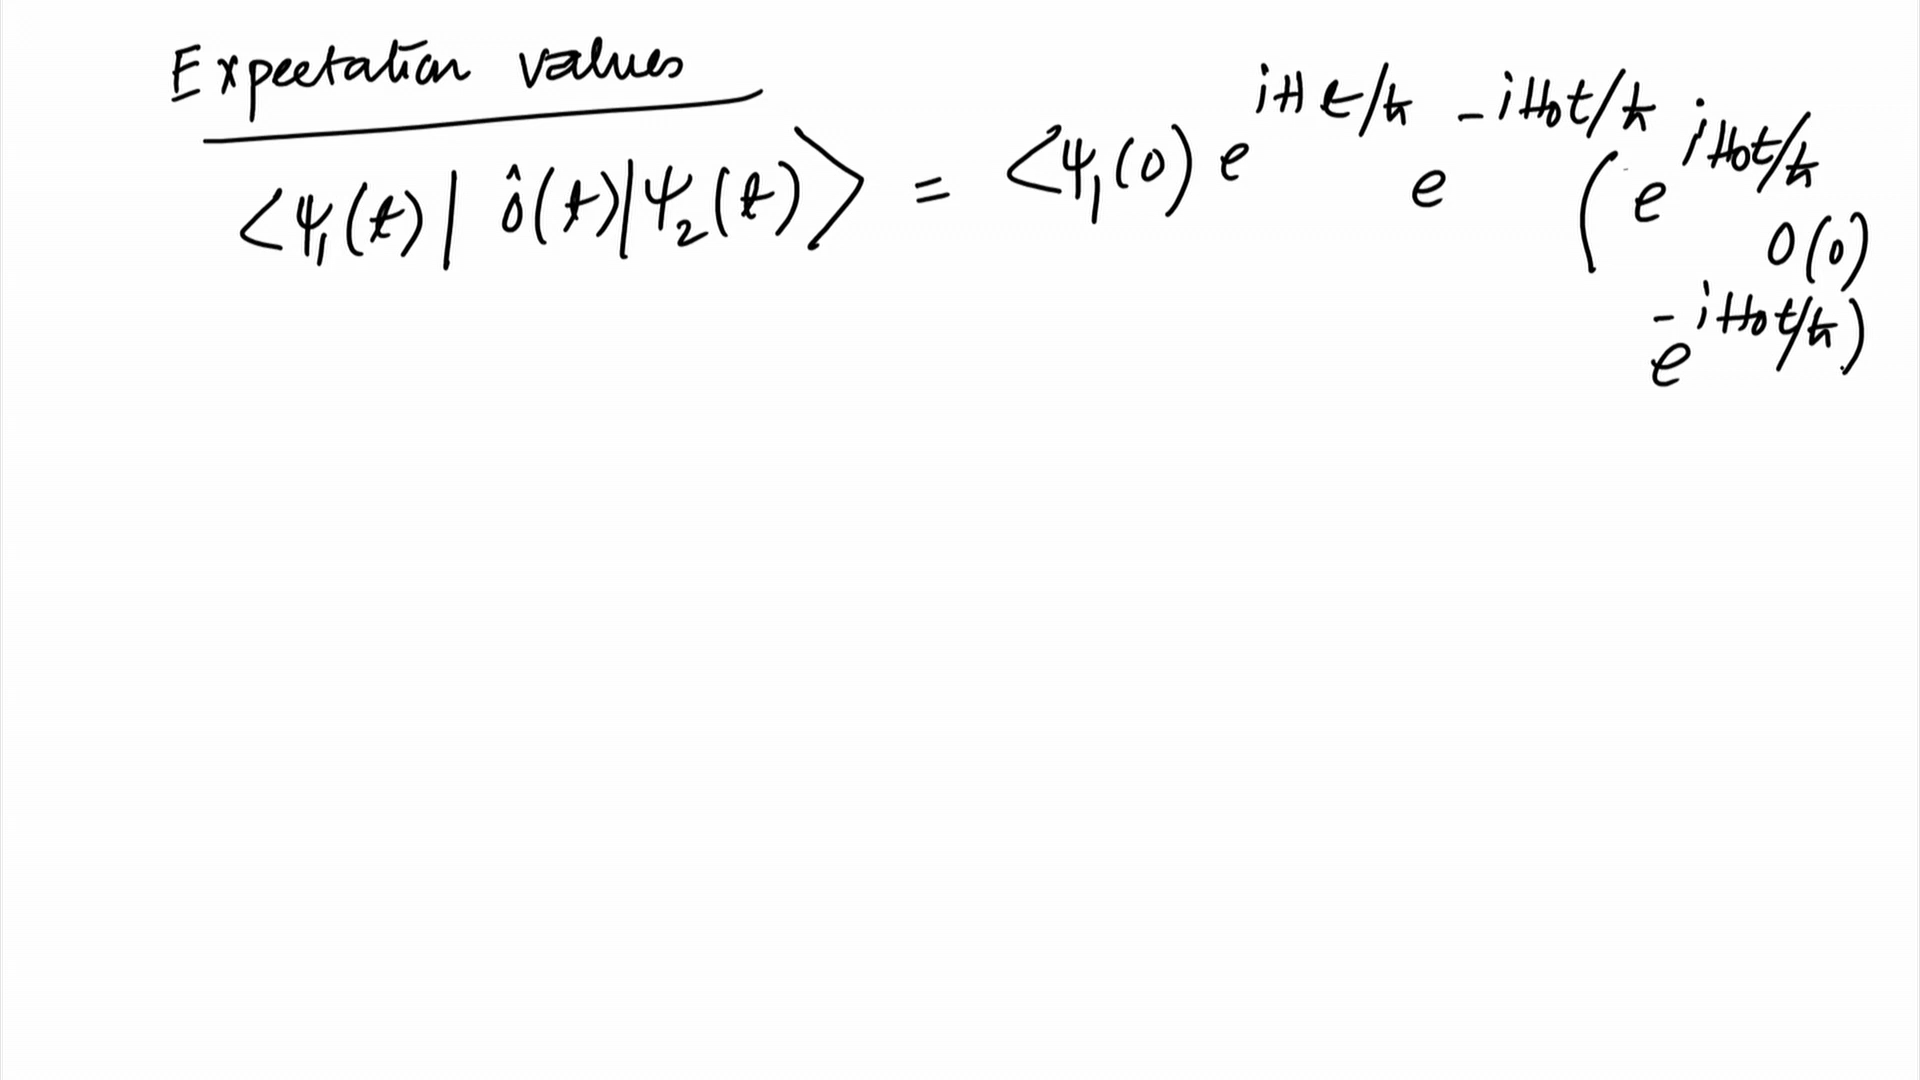 Expectation values
<ψ₁(t)| ô(t)|ψ₂(t)> = <ψ₁(0) e^{iHt/ħ} e^{-iH₀t/ħ} (e^{iH₀t/ħ}
O(0)
e^{-iH₀t/ħ})